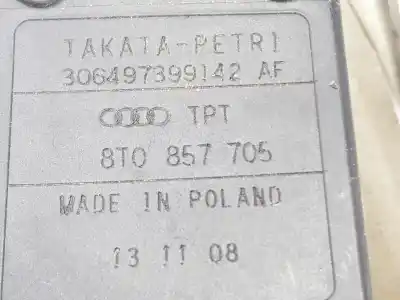 TAKATA-PETRI
306497399142 AF
TPT
8T0 857 705
MADE IN POLAND
13 11 08